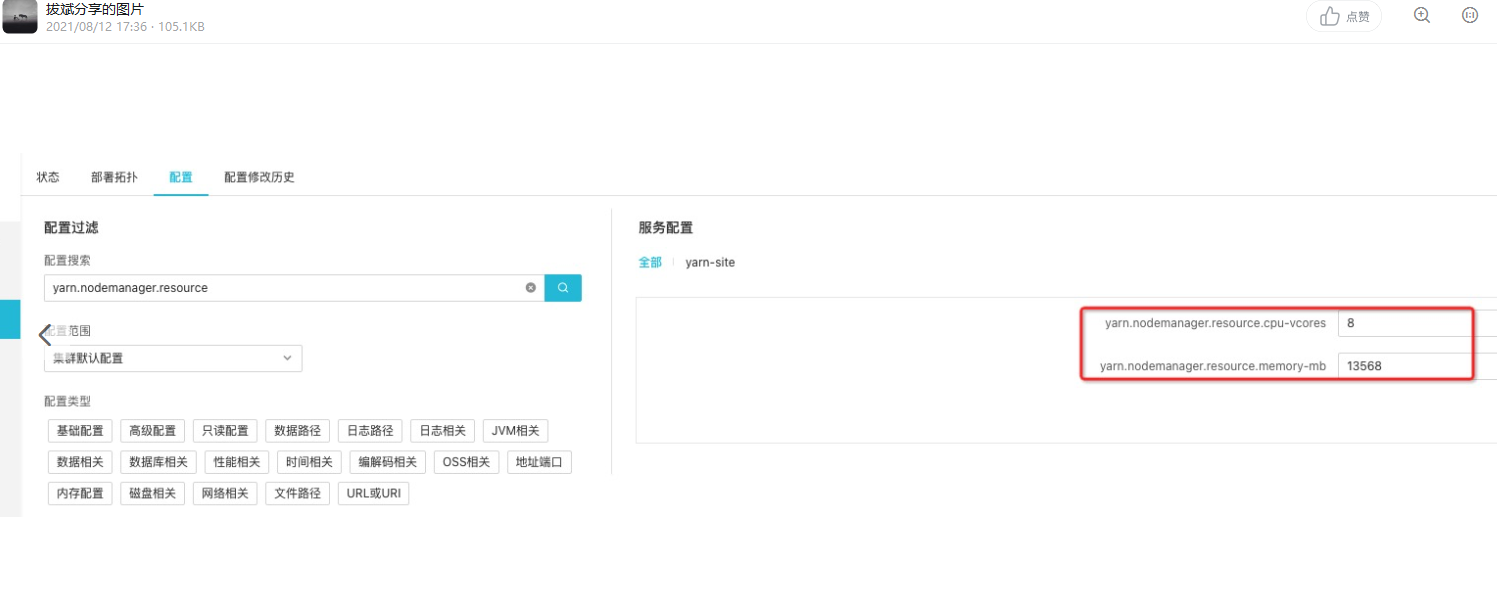 拔斌分享的图片
2021/08/12 17:36 · 105.1KB
点赞
状态 部署拓扑 配置 配置修改历史
配置过滤
配置搜索
yarn.nodemanager.resource
配置范围
集群默认配置
配置类型
基础配置 高级配置 只读配置 数据路径 日志路径 日志相关 JVM相关
数据相关 数据库相关 性能相关 时间相关 编解码相关 OSS相关 地址端口
内存配置 磁盘相关 网络相关 文件路径 URL或URI
服务配置
全部 yarn-site
yarn.nodemanager.resource.cpu-vcores 8
yarn.nodemanager.resource.memory-mb 13568